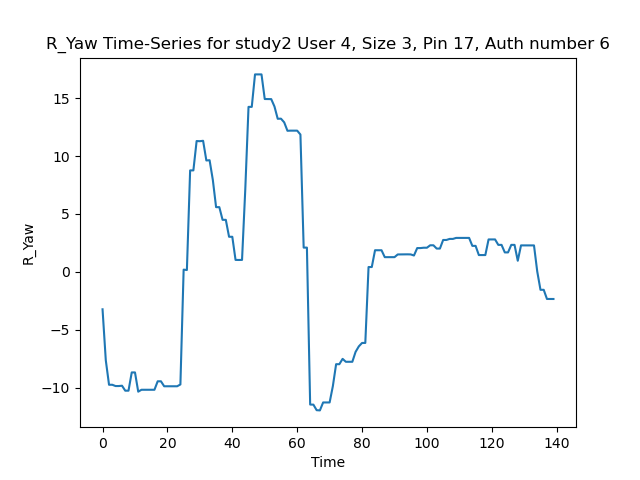 R_Yaw Time-Series for study2 User 4, Size 3, Pin 17, Auth number 6
R_Yaw
15
10
5
0
−5
−10
0 20 40 60 80 100 120 140
Time